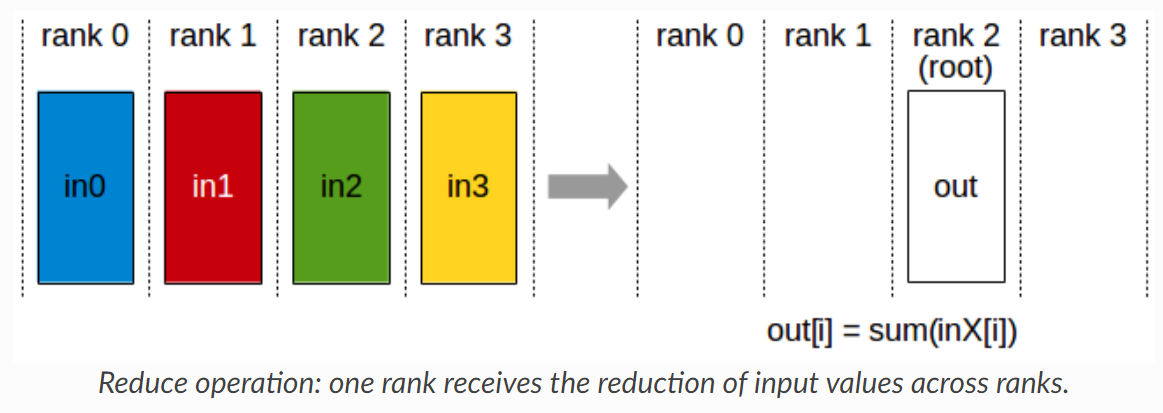 rank 0 rank 1 rank 2 rank 3 rank 0 rank 1 rank 2 rank 3
(root)
in0 in1 in2 in3 out
out[i] = sum(inX[i])
Reduce operation: one rank receives the reduction of input values across ranks.